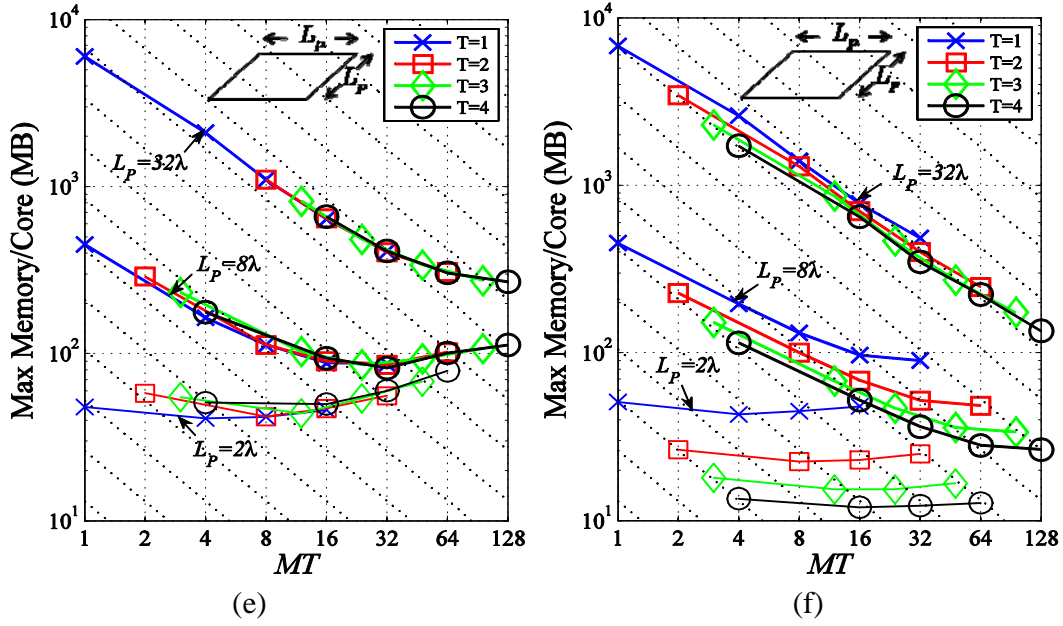 10^4
10^3
10^2
10^1
Max Memory/Core (MB)
L_P
L_P
T=1
T=2
T=3
T=4
L_P=32λ
L_P=8λ
L_P=2λ
1 2 4 8 16 32 64 128
MT
(e)
10^4
10^3
10^2
10^1
Max Memory/Core (MB)
L_P
L_P
T=1
T=2
T=3
T=4
L_P=32λ
L_P=8λ
L_P=2λ
1 2 4 8 16 32 64 128
MT
(f)